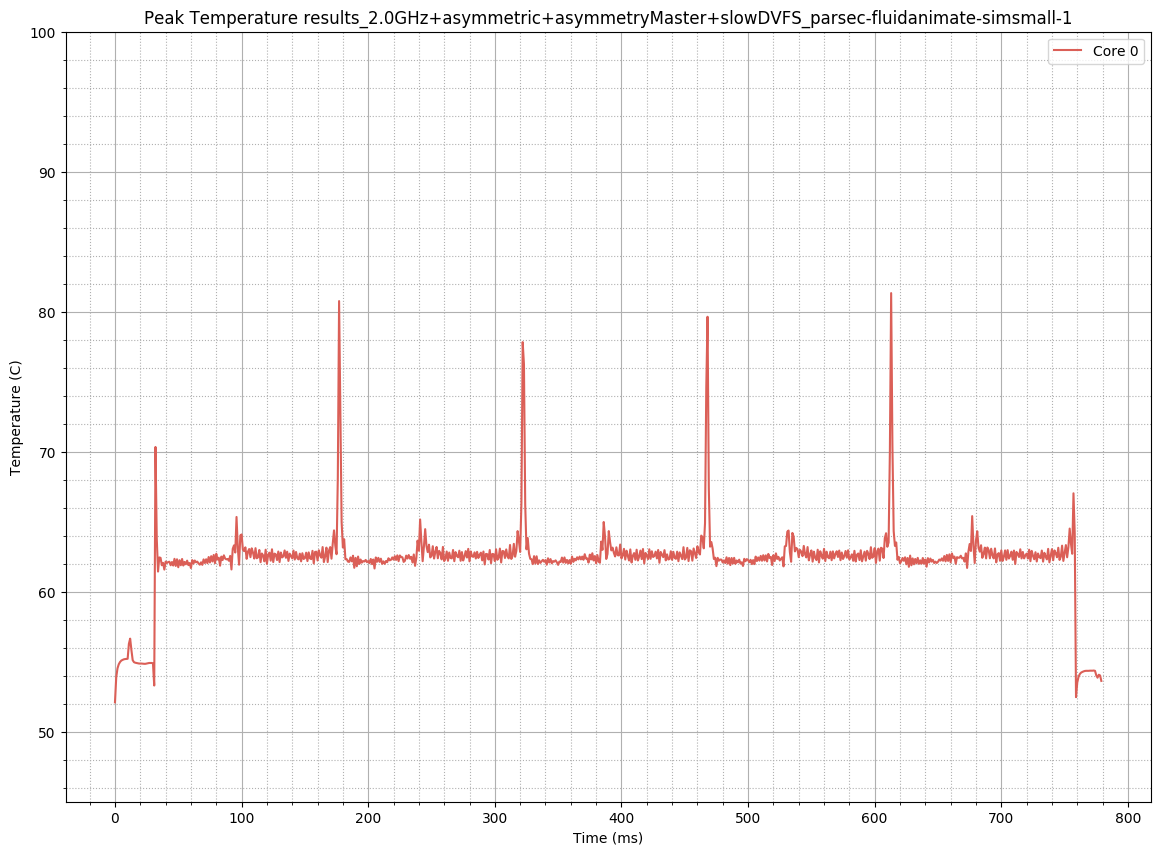 Peak Temperature results_2.0GHz+asymmetric+asymmetryMaster+slowDVFS_parsec-fluidanimate-simsmall-1
Core 0
Temperature (C)
100
90
80
70
60
50
0 100 200 300 400 500 600 700 800
Time (ms)